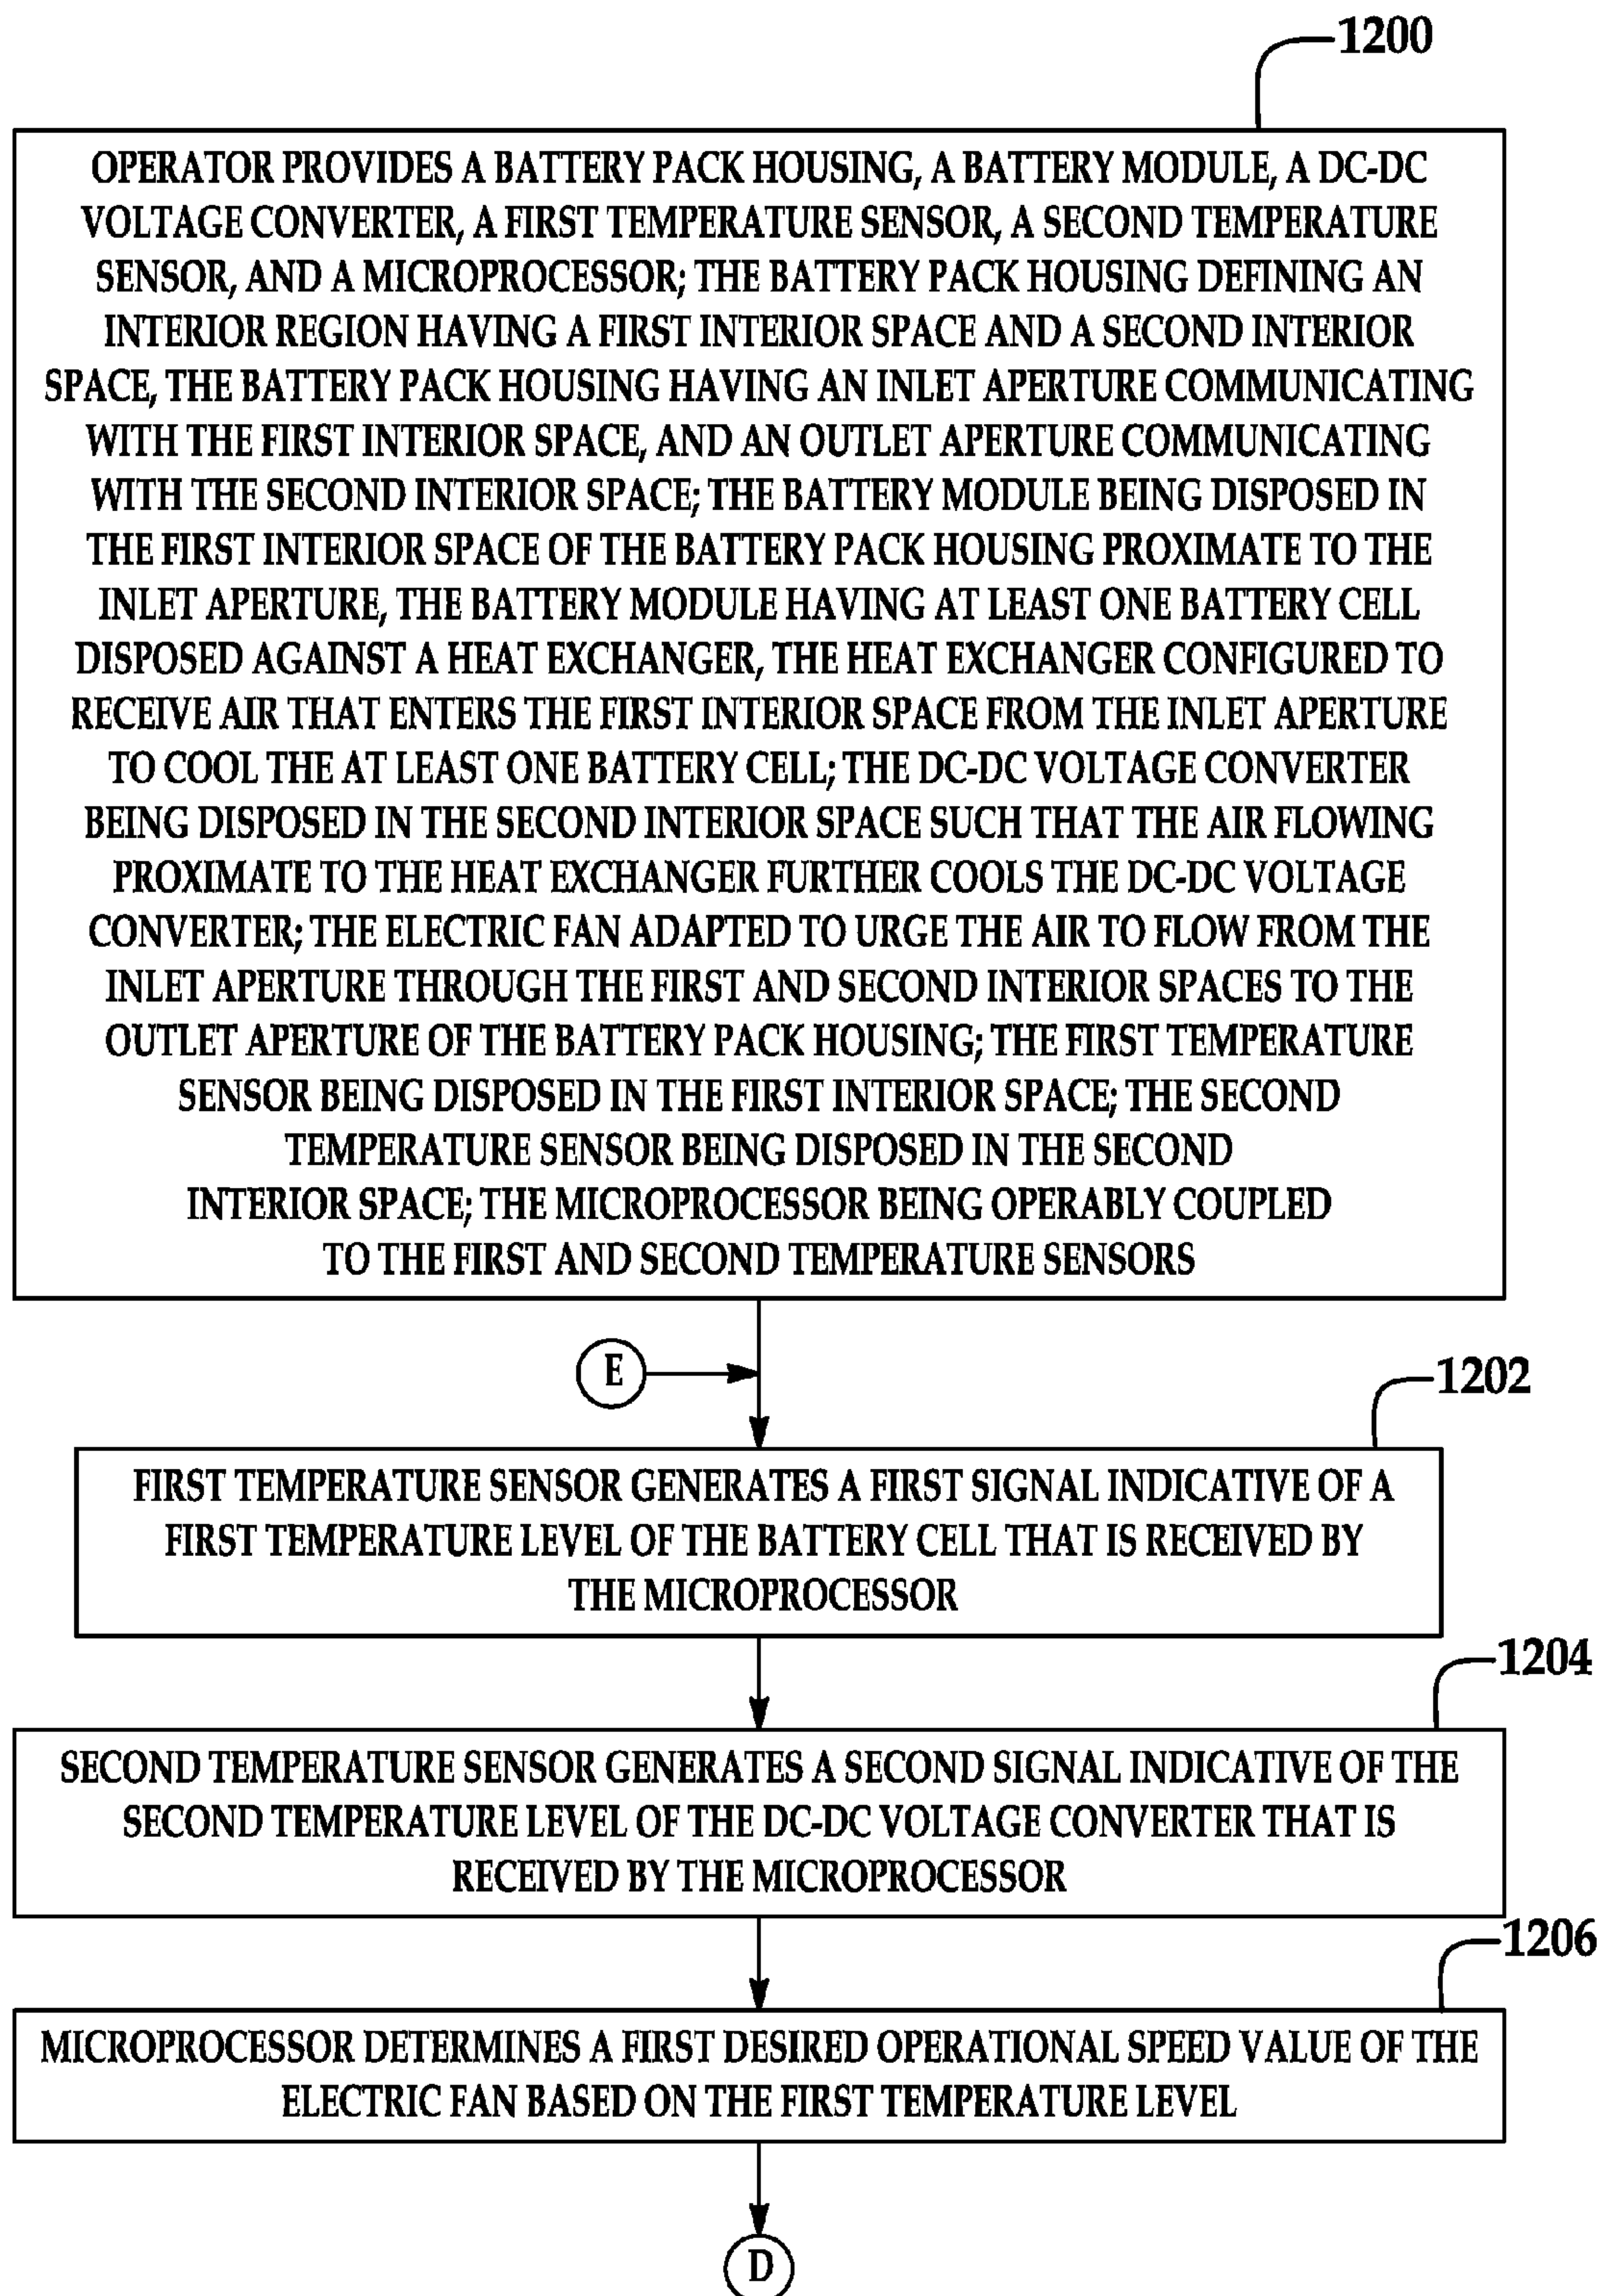 1200
OPERATOR PROVIDES A BATTERY PACK HOUSING, A BATTERY MODULE, A DC-DC
VOLTAGE CONVERTER, A FIRST TEMPERATURE SENSOR, A SECOND TEMPERATURE
SENSOR, AND A MICROPROCESSOR; THE BATTERY PACK HOUSING DEFINING AN
INTERIOR REGION HAVING A FIRST INTERIOR SPACE AND A SECOND INTERIOR
SPACE, THE BATTERY PACK HOUSING HAVING AN INLET APERTURE COMMUNICATING
WITH THE FIRST INTERIOR SPACE, AND AN OUTLET APERTURE COMMUNICATING
WITH THE SECOND INTERIOR SPACE; THE BATTERY MODULE BEING DISPOSED IN
THE FIRST INTERIOR SPACE OF THE BATTERY PACK HOUSING PROXIMATE TO THE
INLET APERTURE, THE BATTERY MODULE HAVING AT LEAST ONE BATTERY CELL
DISPOSED AGAINST A HEAT EXCHANGER, THE HEAT EXCHANGER CONFIGURED TO
RECEIVE AIR THAT ENTERS THE FIRST INTERIOR SPACE FROM THE INLET APERTURE
TO COOL THE AT LEAST ONE BATTERY CELL; THE DC-DC VOLTAGE CONVERTER
BEING DISPOSED IN THE SECOND INTERIOR SPACE SUCH THAT THE AIR FLOWING
PROXIMATE TO THE HEAT EXCHANGER FURTHER COOLS THE DC-DC VOLTAGE
CONVERTER; THE ELECTRIC FAN ADAPTED TO URGE THE AIR TO FLOW FROM THE
INLET APERTURE THROUGH THE FIRST AND SECOND INTERIOR SPACES TO THE
OUTLET APERTURE OF THE BATTERY PACK HOUSING; THE FIRST TEMPERATURE
SENSOR BEING DISPOSED IN THE FIRST INTERIOR SPACE; THE SECOND
TEMPERATURE SENSOR BEING DISPOSED IN THE SECOND
INTERIOR SPACE; THE MICROPROCESSOR BEING OPERABLY COUPLED
TO THE FIRST AND SECOND TEMPERATURE SENSORS
E
1202
FIRST TEMPERATURE SENSOR GENERATES A FIRST SIGNAL INDICATIVE OF A
FIRST TEMPERATURE LEVEL OF THE BATTERY CELL THAT IS RECEIVED BY
THE MICROPROCESSOR
1204
SECOND TEMPERATURE SENSOR GENERATES A SECOND SIGNAL INDICATIVE OF THE
SECOND TEMPERATURE LEVEL OF THE DC-DC VOLTAGE CONVERTER THAT IS
RECEIVED BY THE MICROPROCESSOR
1206
MICROPROCESSOR DETERMINES A FIRST DESIRED OPERATIONAL SPEED VALUE OF THE
ELECTRIC FAN BASED ON THE FIRST TEMPERATURE LEVEL
D